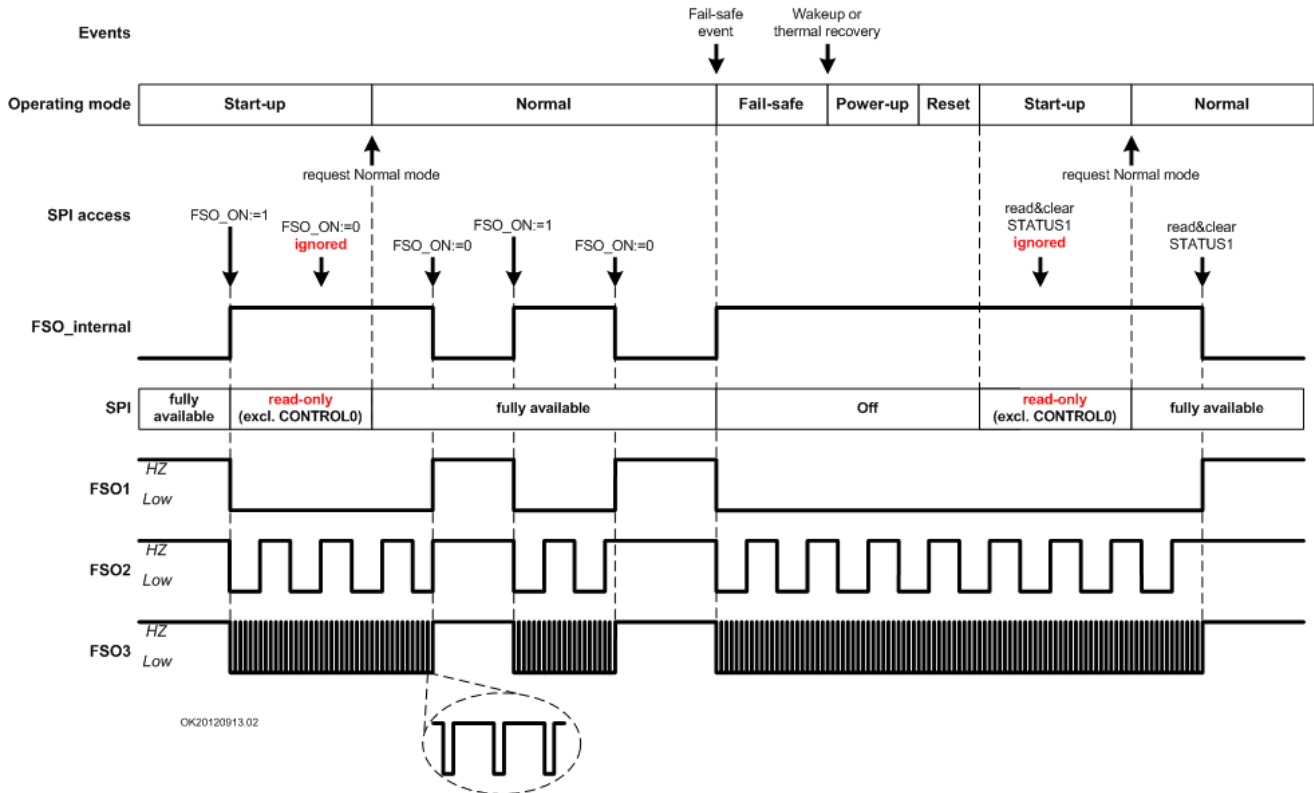 Events
Fail-safe
event
Wakeup or
thermal recovery
Operating mode
Start-up
Normal
Fail-safe
Power-up
Reset
Start-up
Normal
request Normal mode
request Normal mode
SPI access
FSO_ON:=1
FSO_ON:=0
ignored
FSO_ON:=0
FSO_ON:=1
FSO_ON:=0
read&clear
STATUS1
ignored
read&clear
STATUS1
FSO_internal
SPI
fully
available
read-only
(excl. CONTROL0)
fully available
Off
read-only
(excl. CONTROL0)
fully available
FSO1
HZ
Low
FSO2
HZ
Low
FSO3
HZ
Low
OK20120913.02